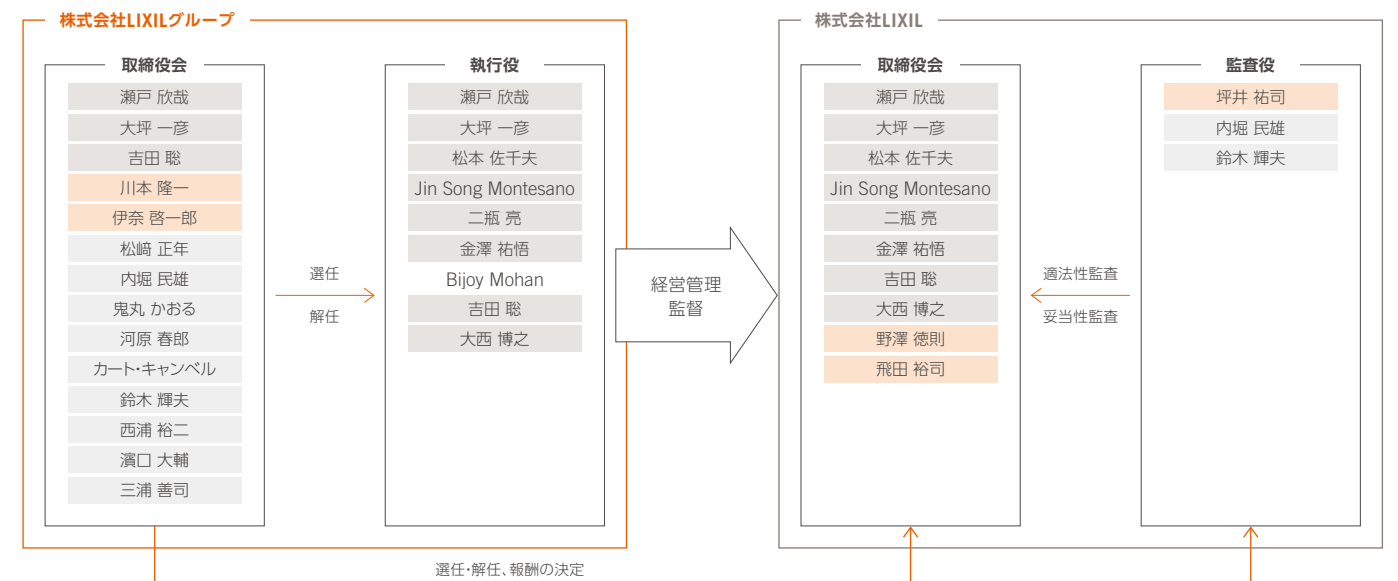 株式会社LIXILグループ
取締役会
瀬戸 欣哉
大坪 一彦
吉田 聡
川本 隆一
伊奈 啓一郎
松﨑 正年
内堀 民雄
鬼丸 かおる
河原 春郎
カート・キャンベル
鈴木 輝夫
西浦 裕二
濱口 大輔
三浦 善司
選任
解任
執行役
瀬戸 欣哉
大坪 一彦
松本 佐千夫
Jin Song Montesano
二瓶 亮
金澤 祐悟
Bijoy Mohan
吉田 聡
大西 博之
経営管理
監督
株式会社LIXIL
取締役会
瀬戸 欣哉
大坪 一彦
松本 佐千夫
Jin Song Montesano
二瓶 亮
金澤 祐悟
吉田 聡
大西 博之
野澤 徳則
飛田 裕司
適法性監査
妥当性監査
監査役
坪井 祐司
内堀 民雄
鈴木 輝夫
選任・解任、報酬の決定